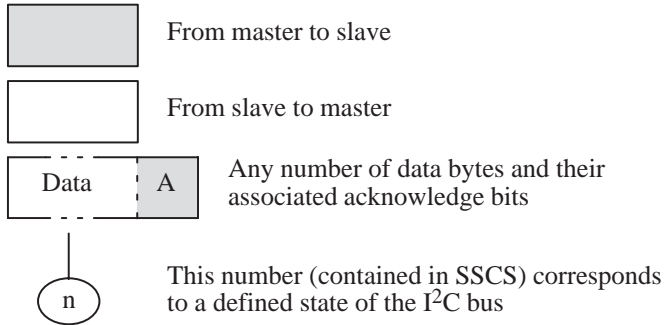 From master to slave
From slave to master
Data A Any number of data bytes and their
associated acknowledge bits
n This number (contained in SSCS) corresponds
to a defined state of the I²C bus